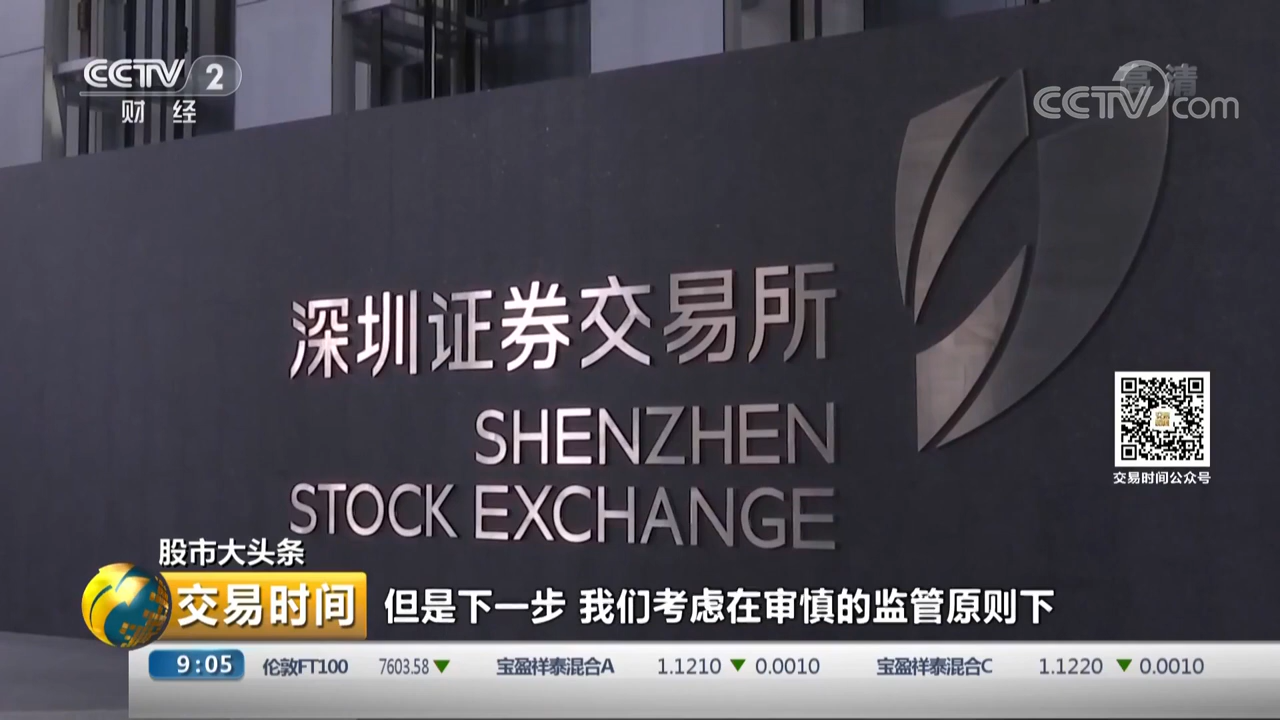 CCTV 2
财经
高清
CCTV.com
深圳证券交易所
SHENZHEN
STOCK EXCHANGE
交易时间公众号
股市大头条
交易时间
但是下一步 我们考虑在审慎的监管原则下
9:05 伦敦FT100 7603.58▼ 宝盈祥泰混合A 1.1210 ▼ 0.0010 宝盈祥泰混合C 1.1220 ▼ 0.0010